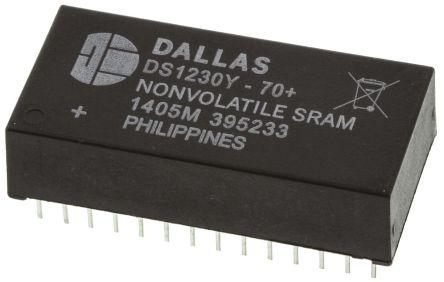 DALLAS
DS1230Y - 70+
NONVOLATILE SRAM
+ 1405M 395233
PHILIPPINES